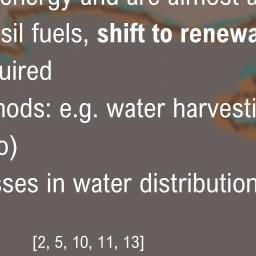 energy and are almost a
sil fuels, shift to renewa
uired
nods: e.g. water harvesti
o)
sses in water distribution
[2, 5, 10, 11, 13]